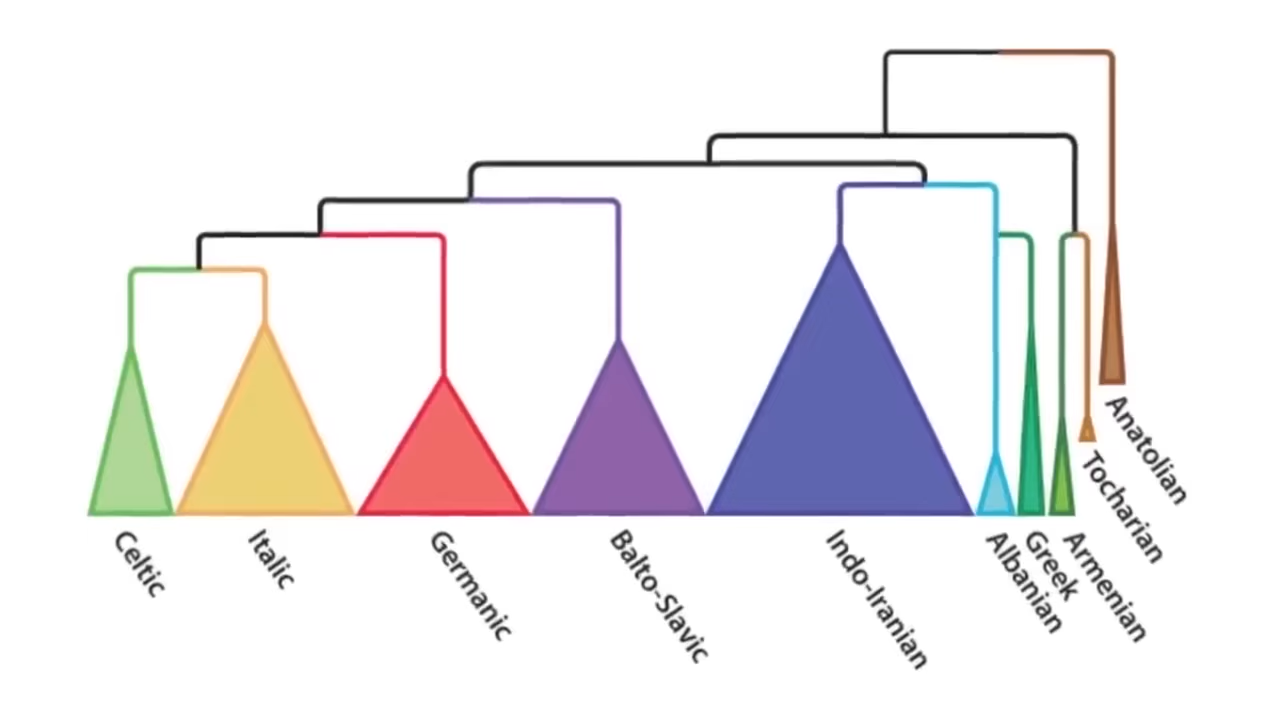 Celtic
Italic
Germanic
Balto-Slavic
Indo-Iranian
Albanian
Greek
Armenian
Tocharian
Anatolian